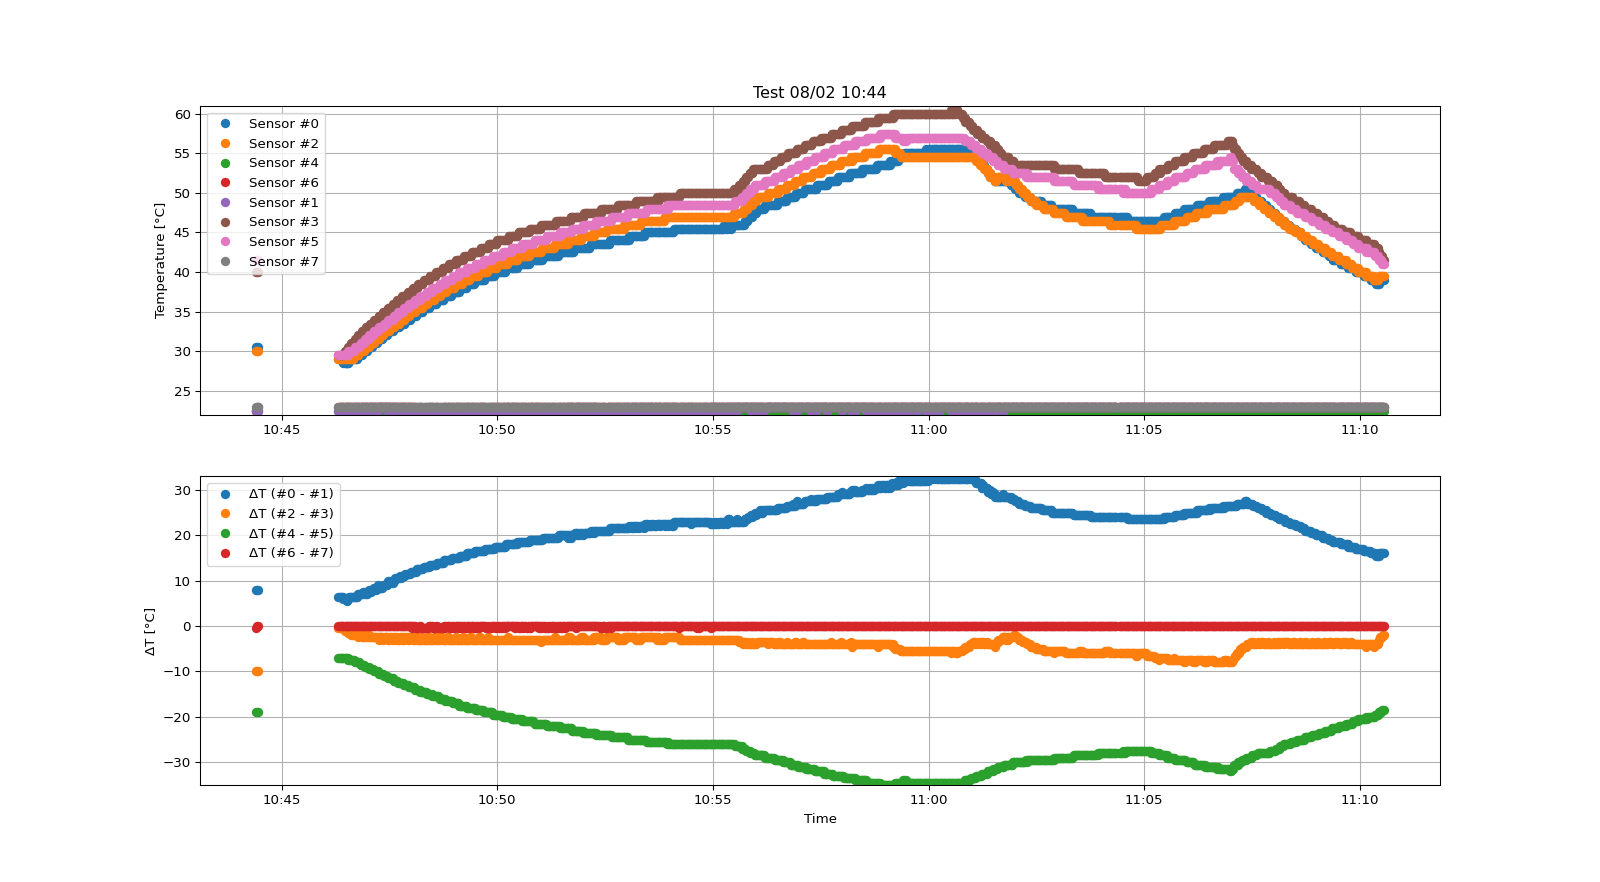 Test 08/02 10:44
Temperature [°C]
60
55
50
45
40
35
30
25
Sensor #0
Sensor #2
Sensor #4
Sensor #6
Sensor #1
Sensor #3
Sensor #5
Sensor #7
10:45 10:50 10:55 11:00 11:05 11:10
ΔT [°C]
30
20
10
0
−10
−20
−30
ΔT (#0 - #1)
ΔT (#2 - #3)
ΔT (#4 - #5)
ΔT (#6 - #7)
10:45 10:50 10:55 11:00 11:05 11:10
Time